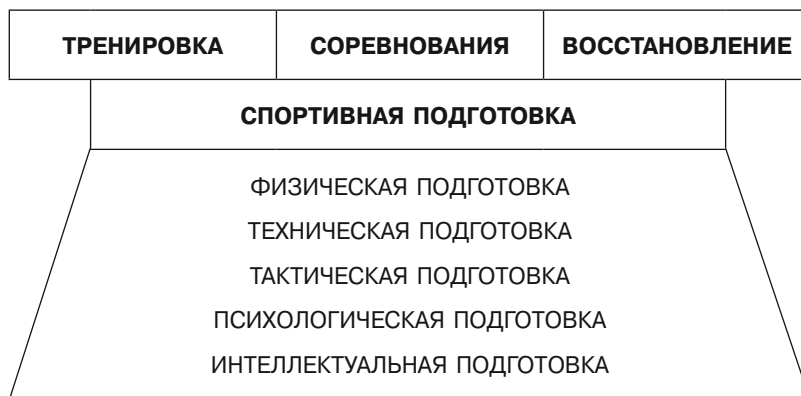 ТРЕНИРОВКА СОРЕВНОВАНИЯ ВОССТАНОВЛЕНИЕ
СПОРТИВНАЯ ПОДГОТОВКА
ФИЗИЧЕСКАЯ ПОДГОТОВКА
ТЕХНИЧЕСКАЯ ПОДГОТОВКА
ТАКТИЧЕСКАЯ ПОДГОТОВКА
ПСИХОЛОГИЧЕСКАЯ ПОДГОТОВКА
ИНТЕЛЛЕКТУАЛЬНАЯ ПОДГОТОВКА